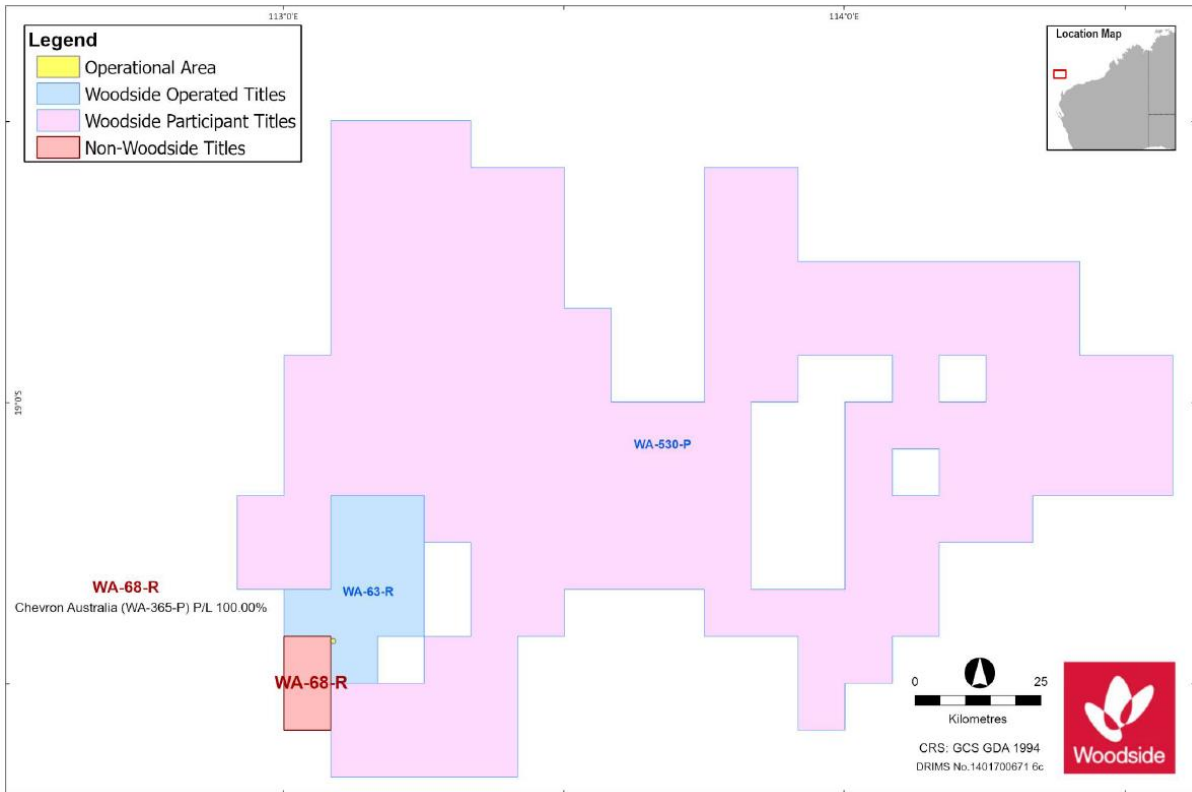 113°0'E
114°0'E
Legend
Operational Area
Woodside Operated Titles
Woodside Participant Titles
Non-Woodside Titles
Location Map
19°0'S
WA-530-P
WA-68-R
Chevron Australia (WA-365-P) P/L 100.00%
WA-63-R
WA-68-R
0
25
Kilometres
CRS: GCS GDA 1994
DRIMS No.1401700671 6c
Woodside